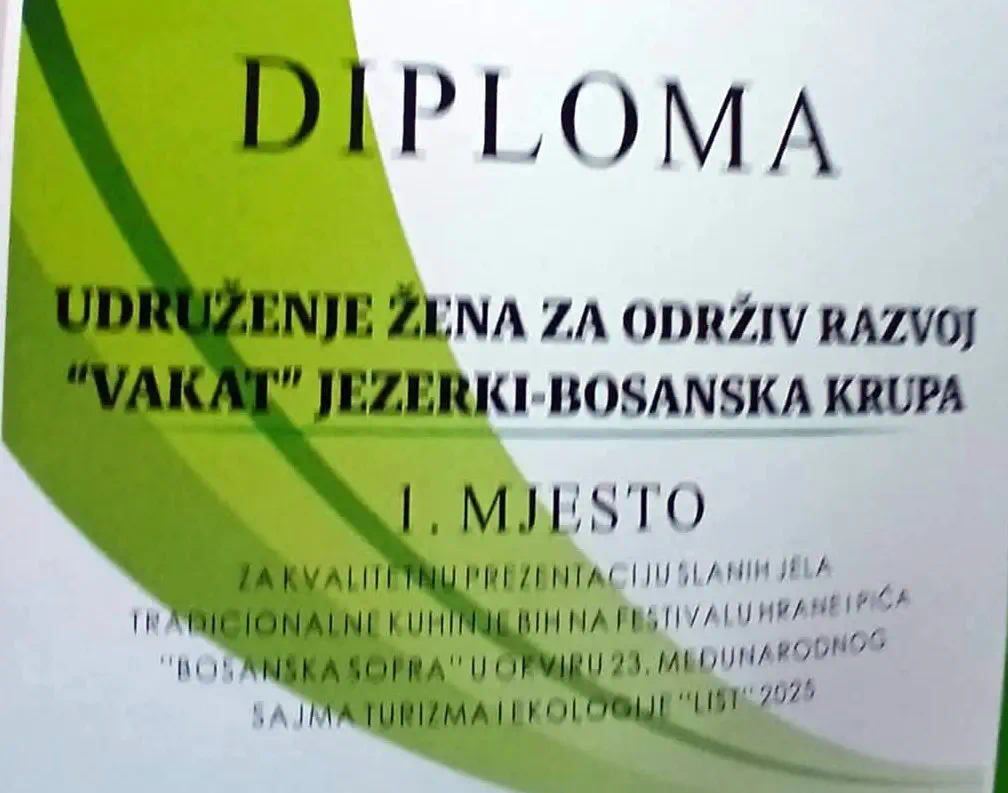 DIPLOMA
UDRUŽENJE ŽENA ZA ODRŽIV RAZVOJ
"VAKAT" JEZERKI-BOSANSKA KRUPA
1. MJESTO
ZA KVALITETNU PREZENTACIJU SLANIH JELA
TRADICIONALNE KUHINJE BIH NA FESTIVALU HRANE I PIĆA
"BOSANSKA SOFRA" U OKVIRU 23. MEĐUNARODNOG
SAJMA TURIZMA I EKOLOGIJE "LIST" 2025